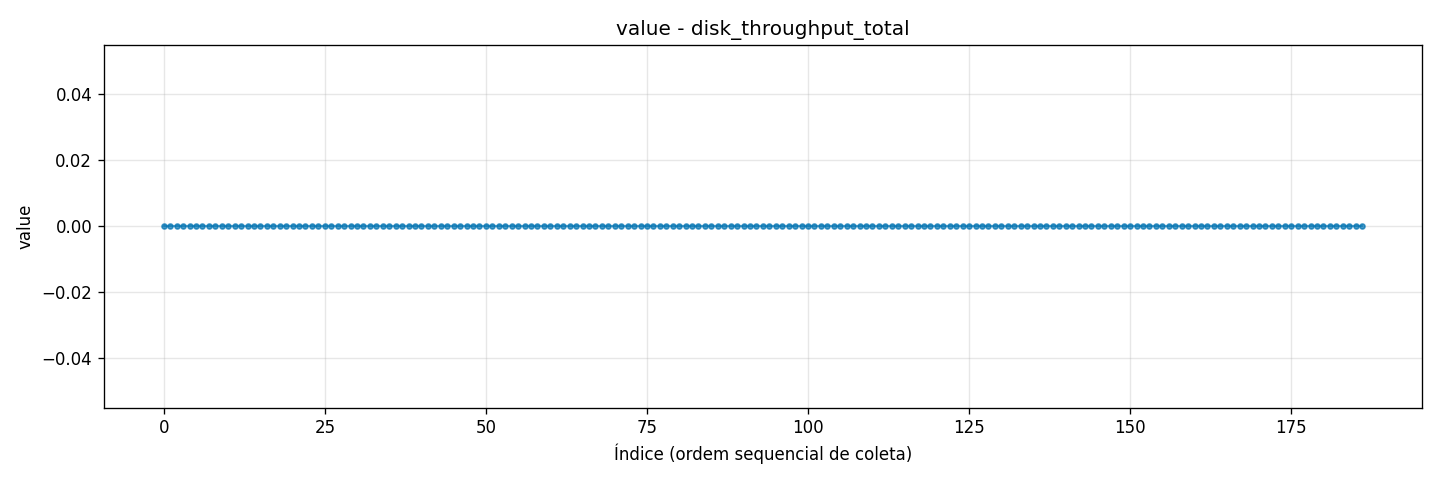 value - disk_throughput_total
0.04
0.02
0.00
−0.02
−0.04
value
0 25 50 75 100 125 150 175
Índice (ordem sequencial de coleta)